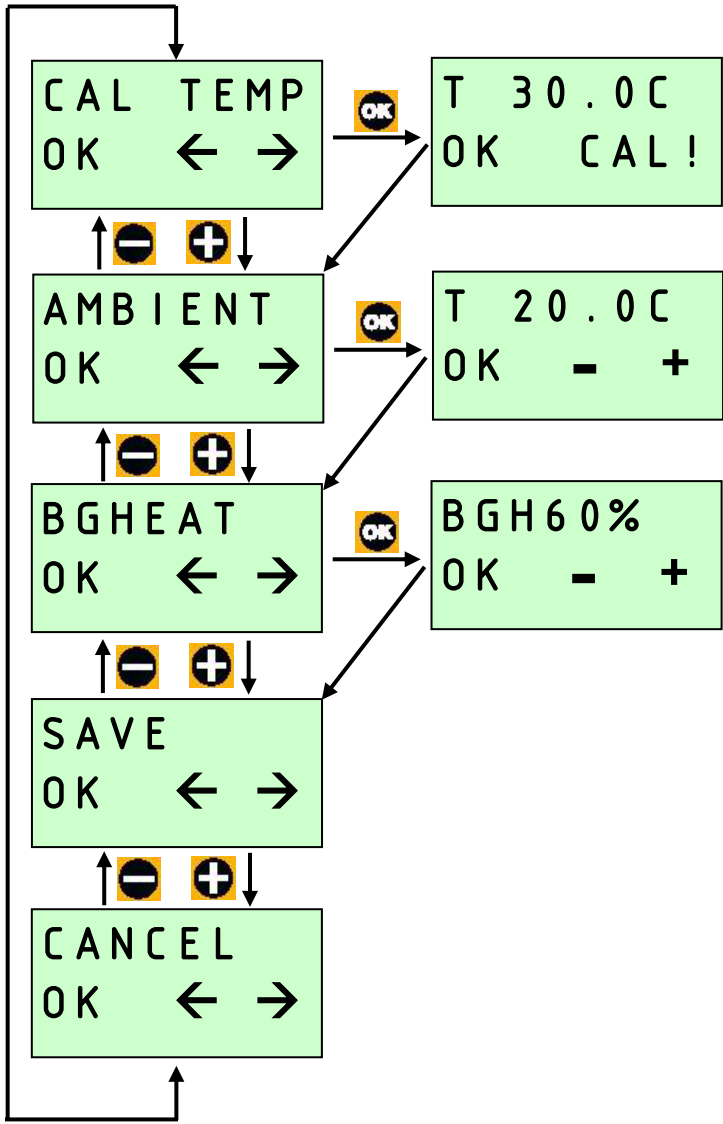 CAL TEMP
OK ← →
OK
T 30.0C
OK CAL!
− +
AMBIENT
OK ← →
OK
T 20.0C
OK - +
− +
BGHEAT
OK ← →
OK
BGH60%
OK - +
− +
SAVE
OK ← →
− +
CANCEL
OK ← →